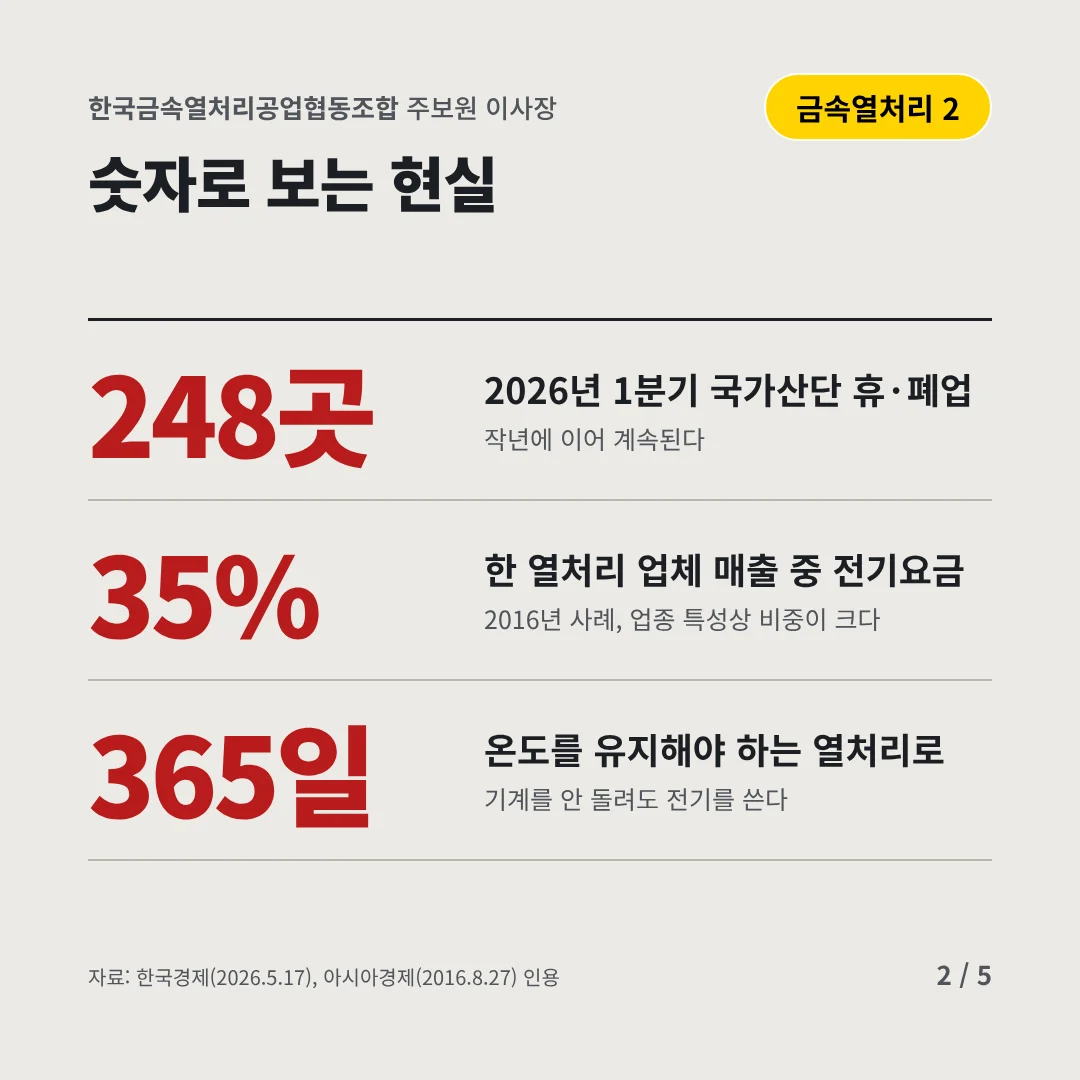 한국금속열처리공업협동조합 주보원 이사장
금속열처리 2
숫자로 보는 현실
248곳
2026년 1분기 국가산단 휴·폐업
작년에 이어 계속된다
35%
한 열처리 업체 매출 중 전기요금
2016년 사례, 업종 특성상 비중이 크다
365일
온도를 유지해야 하는 열처리로
기계를 안 돌려도 전기를 쓴다
자료: 한국경제(2026.5.17), 아시아경제(2016.8.27) 인용
2 / 5